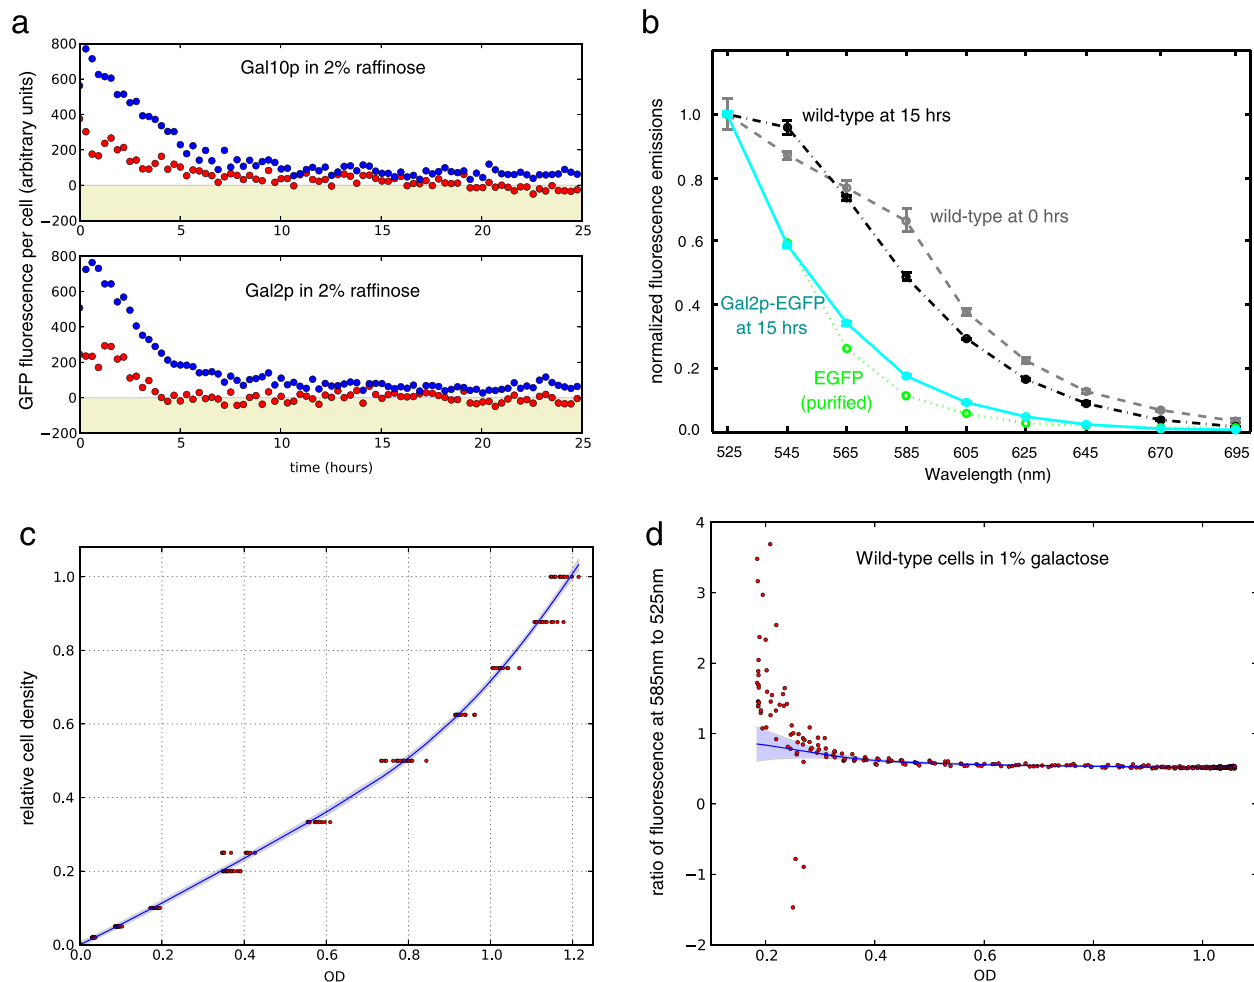 a
GFP fluorescence per cell (arbitrary units)
800
600
400
200
0
−200
Gal10p in 2% raffinose
0 5 10 15 20 25
800
600
400
200
0
−200
Gal2p in 2% raffinose
0 5 10 15 20 25
time (hours)
b
normalized fluorescence emissions
1.0
0.8
0.6
0.4
0.2
0.0
wild-type at 15 hrs
wild-type at 0 hrs
Gal2p-EGFP
at 15 hrs
EGFP
(purified)
525 545 565 585 605 625 645 670 695
Wavelength (nm)
c
relative cell density
1.0
0.8
0.6
0.4
0.2
0.0
0.0 0.2 0.4 0.6 0.8 1.0 1.2
OD
d
ratio of fluorescence at 585nm to 525nm
4
3
2
1
0
−1
−2
Wild-type cells in 1% galactose
0.2 0.4 0.6 0.8 1.0
OD